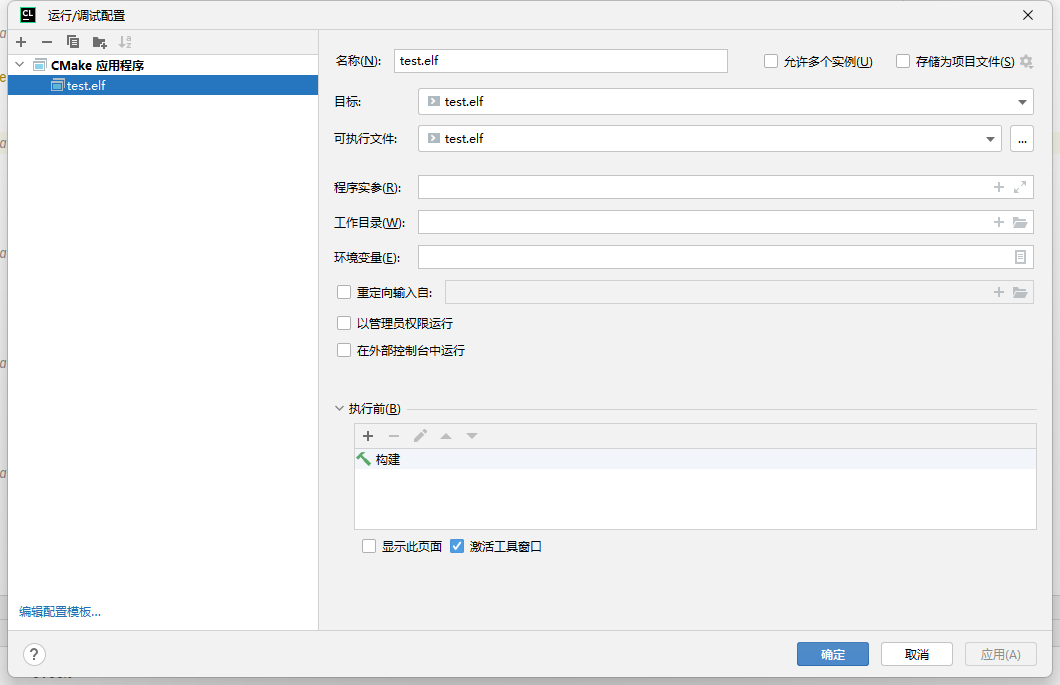 CL
运行/调试配置
CMake 应用程序
test.elf
名称(N):
test.elf
允许多个实例(U)
存储为项目文件(S)
目标:
test.elf
可执行文件:
test.elf
...
程序实参(R):
工作目录(W):
环境变量(E):
重定向输入自:
以管理员权限运行
在外部控制台中运行
执行前(B)
构建
显示此页面
激活工具窗口
编辑配置模板...
?
确定
取消
应用(A)